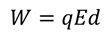 W = qEd